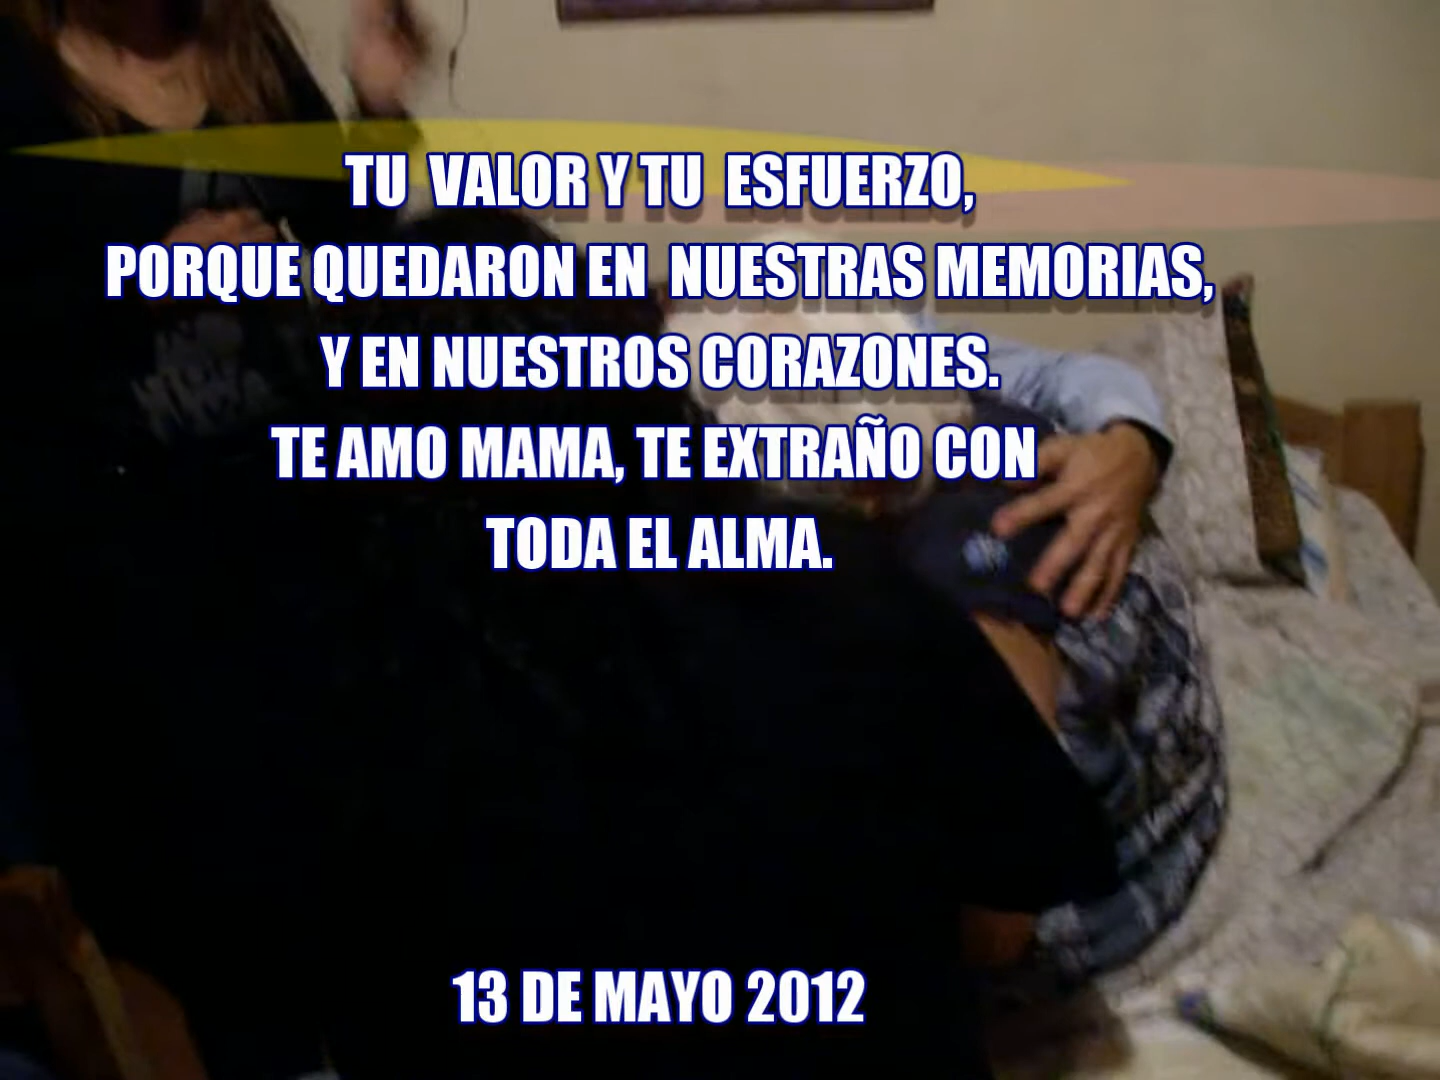 TU VALOR Y TU ESFUERZO,
PORQUE QUEDARON EN NUESTRAS MEMORIAS,
Y EN NUESTROS CORAZONES.
TE AMO MAMA, TE EXTRAÑO CON
TODA EL ALMA.
13 DE MAYO 2012